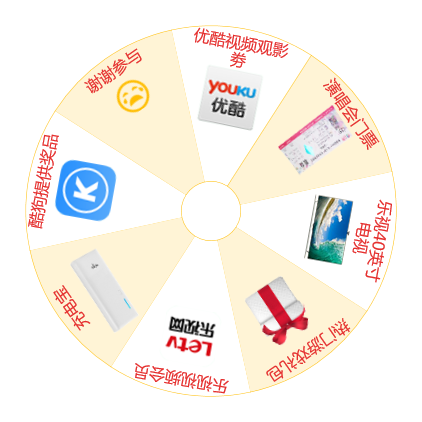 优酷视频观影
券
youku
优酷
演唱会门票
乐视40英寸
电视
热门游戏礼包
乐视视频会员
Letv
乐视网
充电宝
酷狗提供奖品
K
谢谢参与